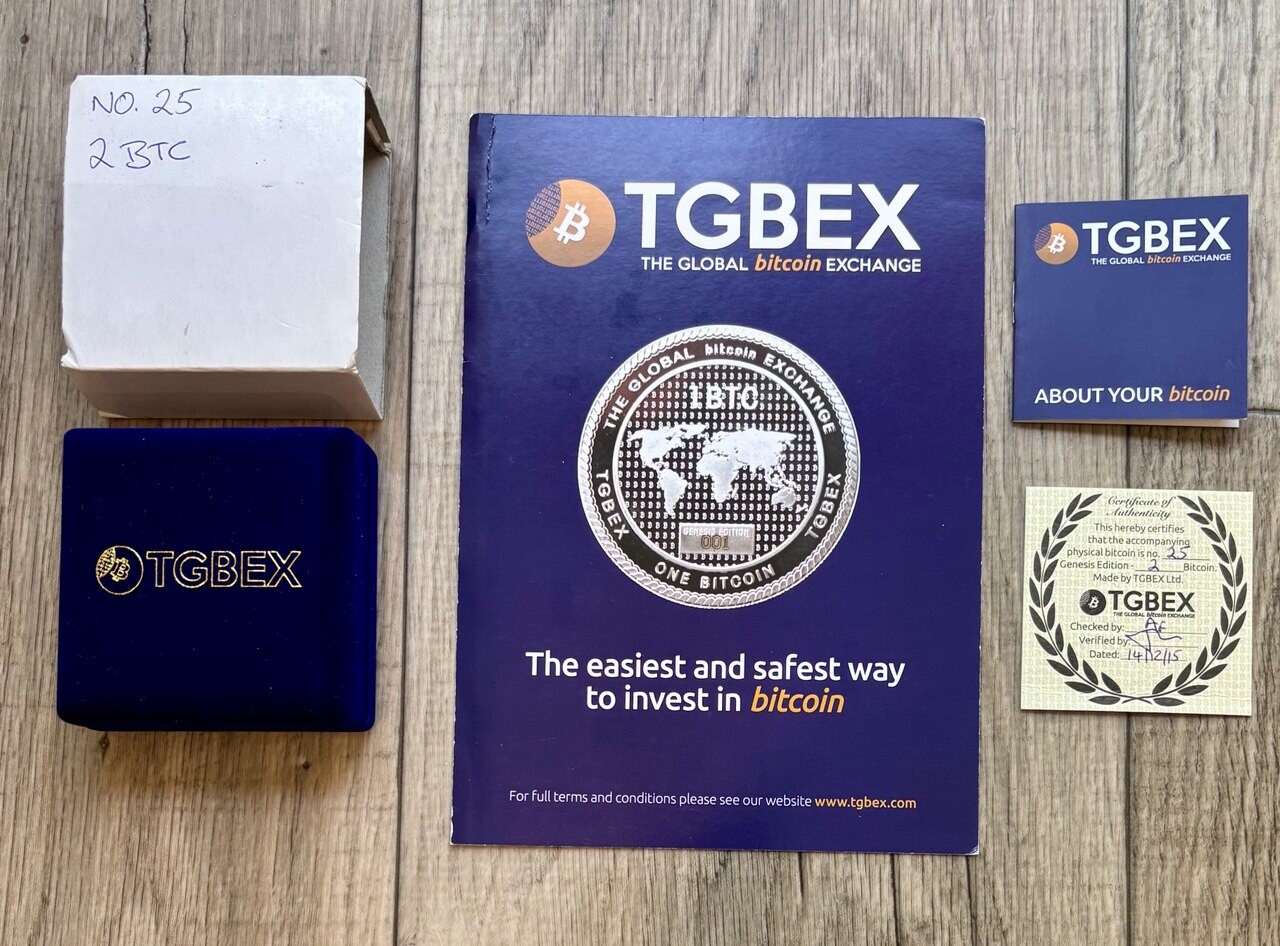 NO. 25
2 BTC
TGBEX
TGBEX
THE GLOBAL bitcoin EXCHANGE
THE GLOBAL bitcoin EXCHANGE
1BTC
TGBEX
TGBEX
GENESIS EDITION
001
ONE BITCOIN
The easiest and safest way
to invest in bitcoin
For full terms and conditions please see our website www.tgbex.com
TGBEX
THE GLOBAL bitcoin EXCHANGE
ABOUT YOUR bitcoin
Certificate of
Authenticity
This hereby certifies
that the accompanying
physical bitcoin is no. 25
Genesis Edition - 2 Bitcoin.
Made by TGBEX Ltd.
TGBEX
THE GLOBAL bitcoin EXCHANGE
Checked by: AE
Verified by:
Dated: 14/12/15